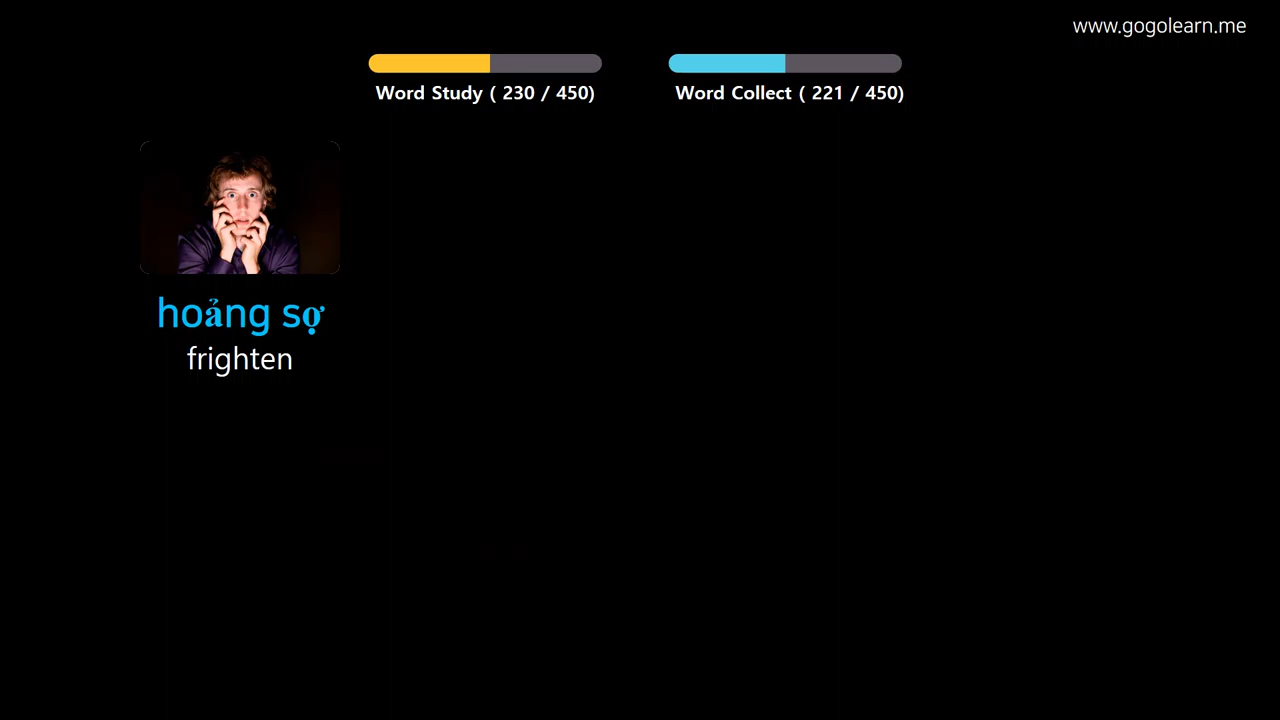 www.gogolearn.me
Word Study ( 230 / 450)
Word Collect ( 221 / 450)
hoảng sợ
frighten